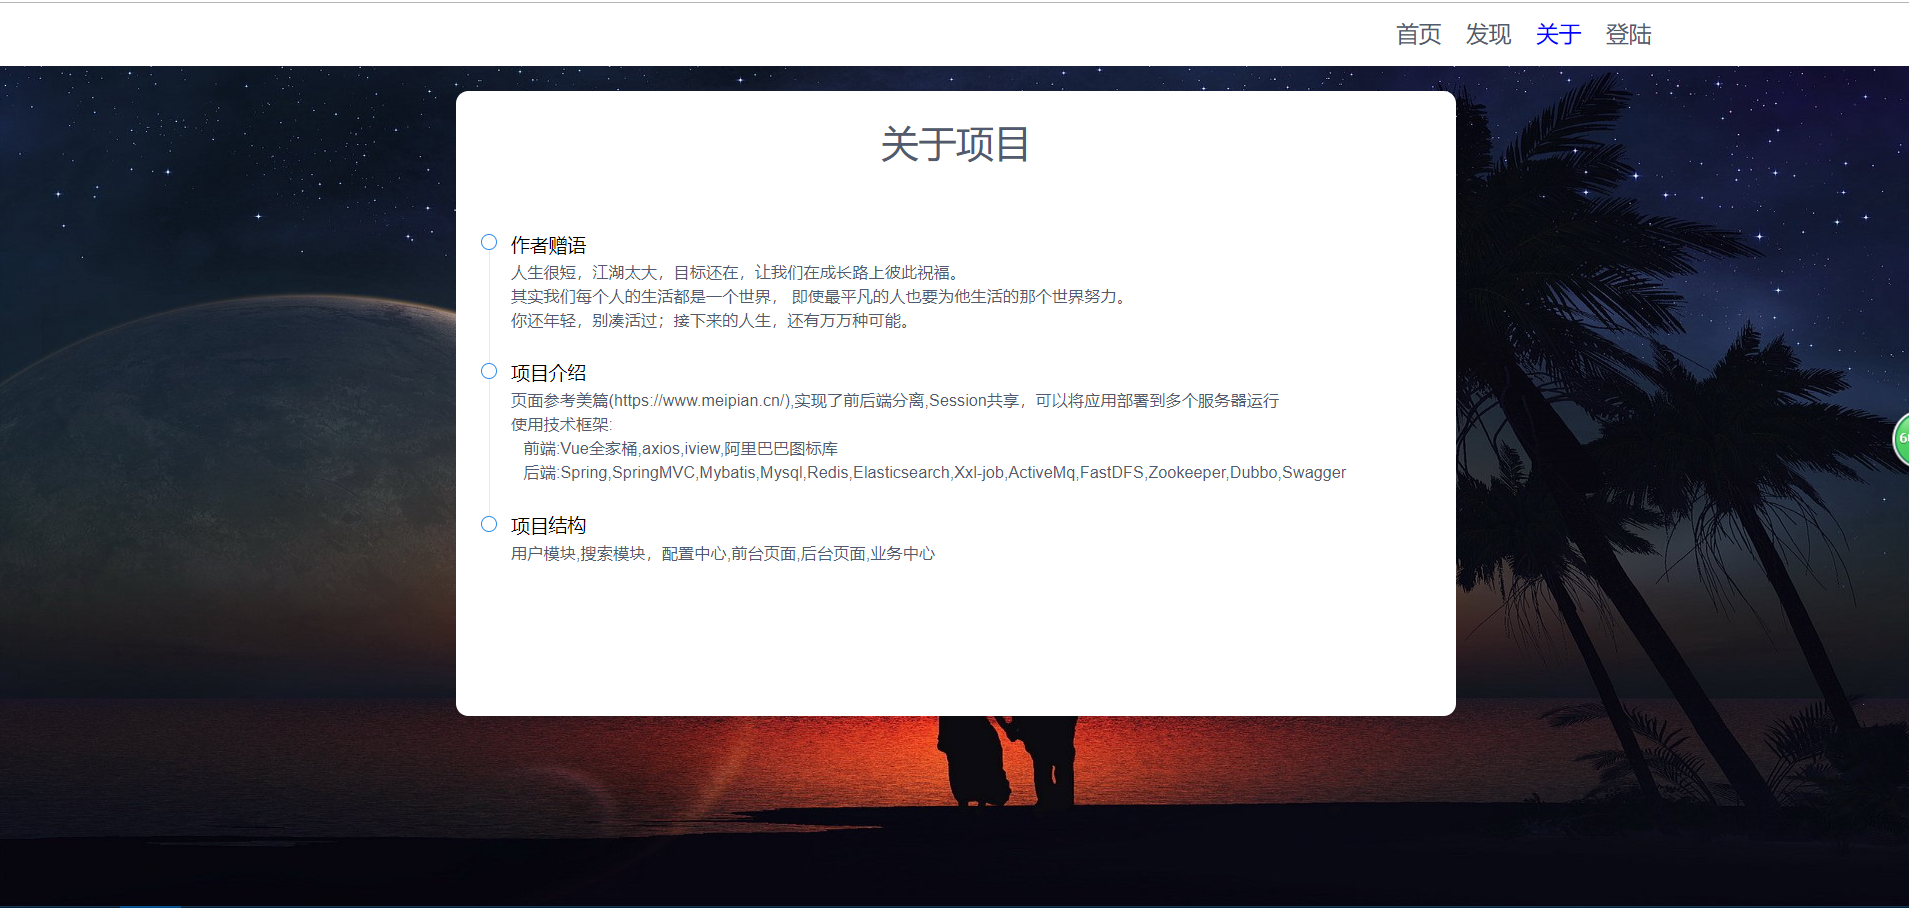 首页 发现 关于 登陆
关于项目
作者赠语
人生很短，江湖太大，目标还在，让我们在成长路上彼此祝福。
其实我们每个人的生活都是一个世界， 即使最平凡的人也要为他生活的那个世界努力。
你还年轻，别凑活过；接下来的人生，还有万万种可能。
项目介绍
页面参考美篇(https://www.meipian.cn/),实现了前后端分离,Session共享，可以将应用部署到多个服务器运行
使用技术框架:
前端:Vue全家桶,axios,iview,阿里巴巴图标库
后端:Spring,SpringMVC,Mybatis,Mysql,Redis,Elasticsearch,Xxl-job,ActiveMq,FastDFS,Zookeeper,Dubbo,Swagger
项目结构
用户模块,搜索模块，配置中心,前台页面,后台页面,业务中心